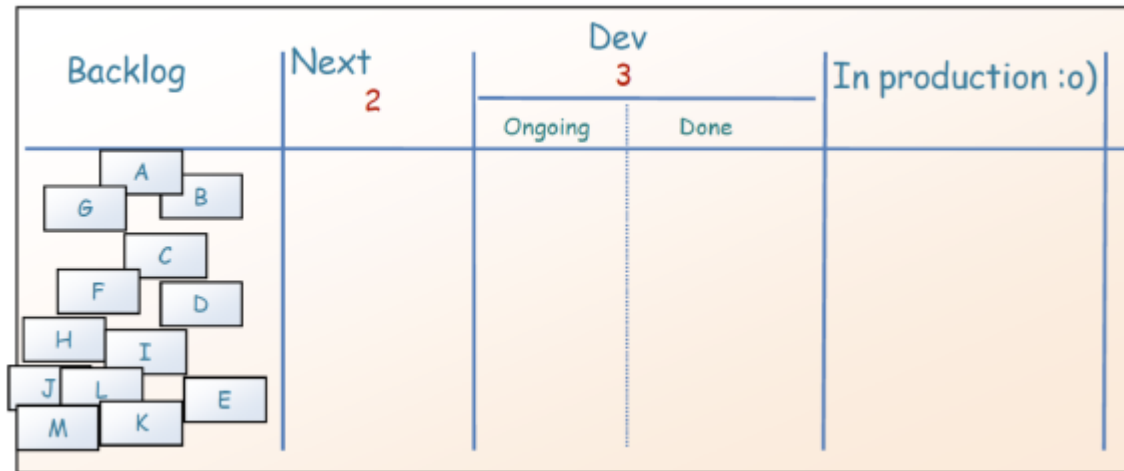 Backlog
Next
2
Dev
3
Ongoing
Done
In production :o)
A
B
G
C
F
D
H
I
J
L
E
M
K